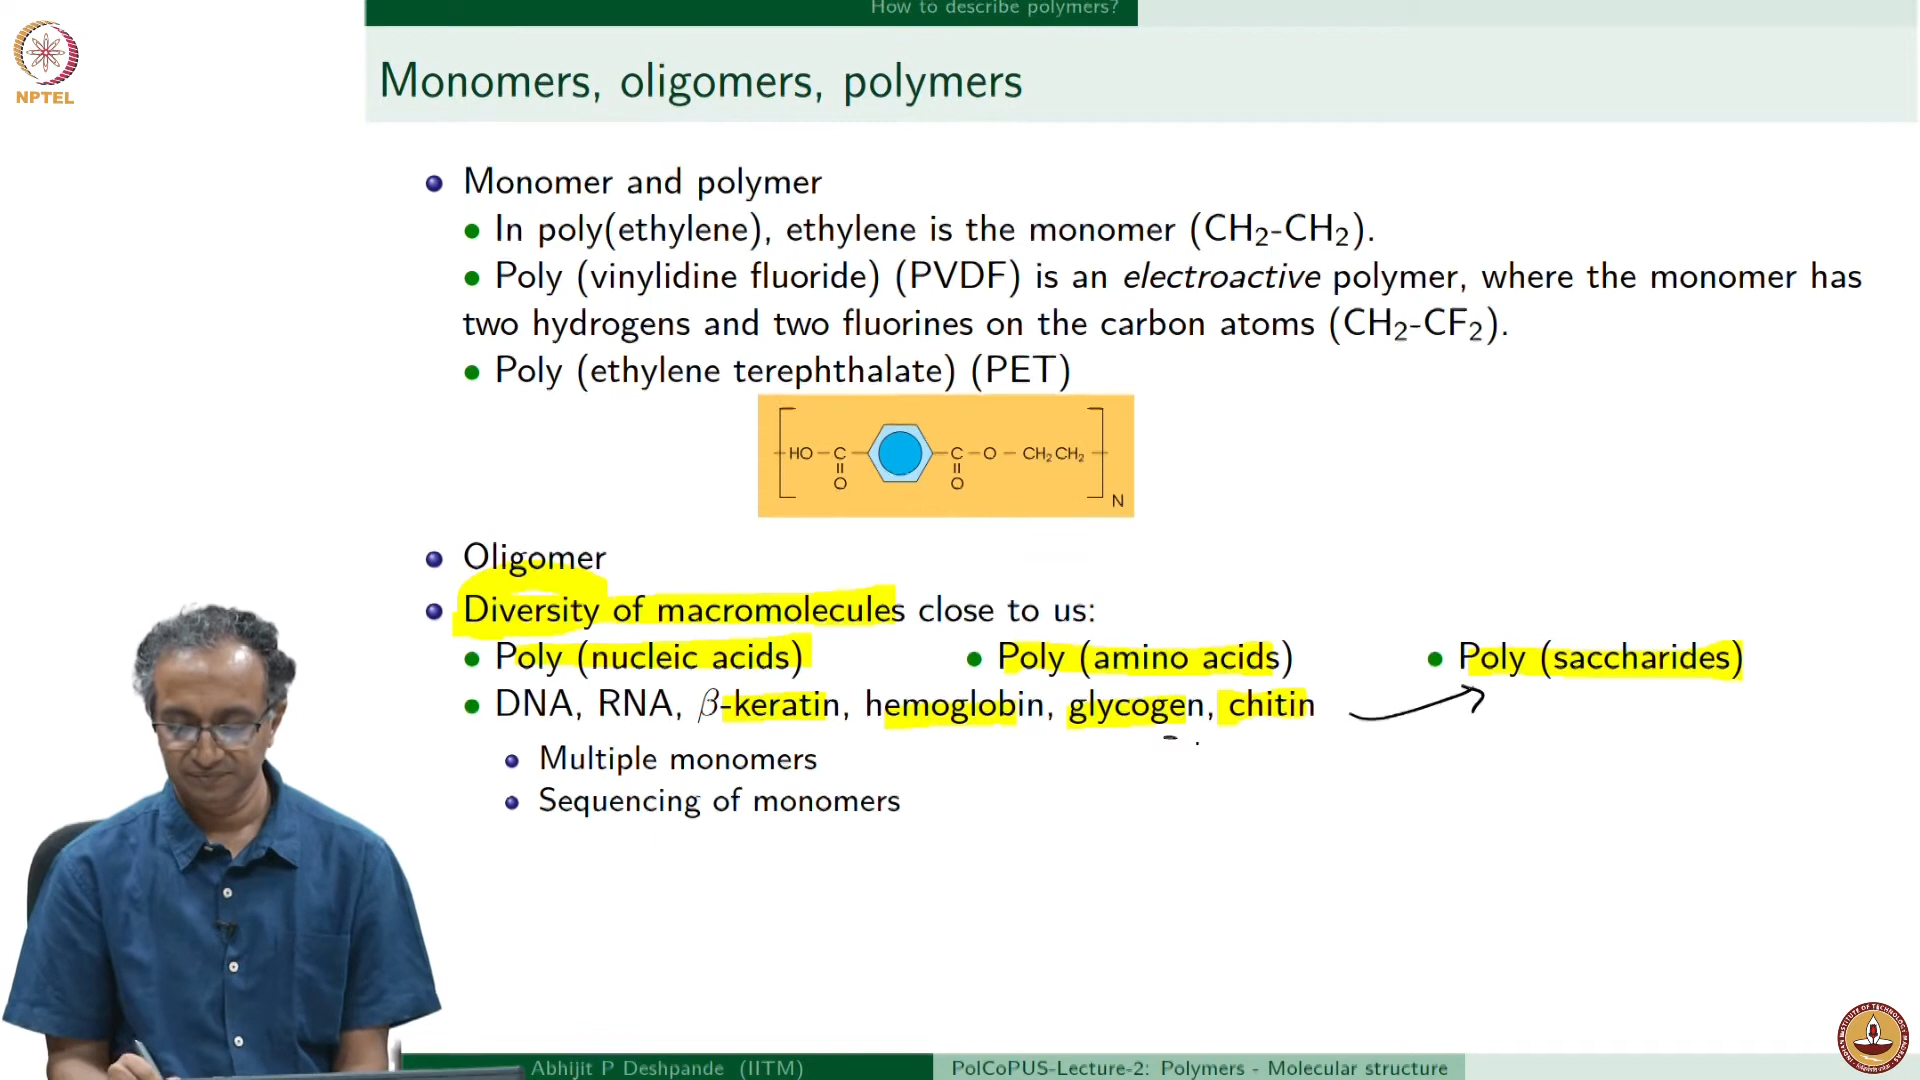 How to describe polymers?
NPTEL
Monomers, oligomers, polymers
Monomer and polymer
In poly(ethylene), ethylene is the monomer (CH₂-CH₂).
Poly (vinylidine fluoride) (PVDF) is an electroactive polymer, where the monomer has
two hydrogens and two fluorines on the carbon atoms (CH₂-CF₂).
Poly (ethylene terephthalate) (PET)
HO – C – C – O – CH₂CH₂
O O
N
Oligomer
Diversity of macromolecules close to us:
Poly (nucleic acids) Poly (amino acids) Poly (saccharides)
DNA, RNA, β-keratin, hemoglobin, glycogen, chitin
Multiple monomers
Sequencing of monomers
Abhijit P Deshpande (IITM) PolCoPUS-Lecture-2: Polymers - Molecular structure